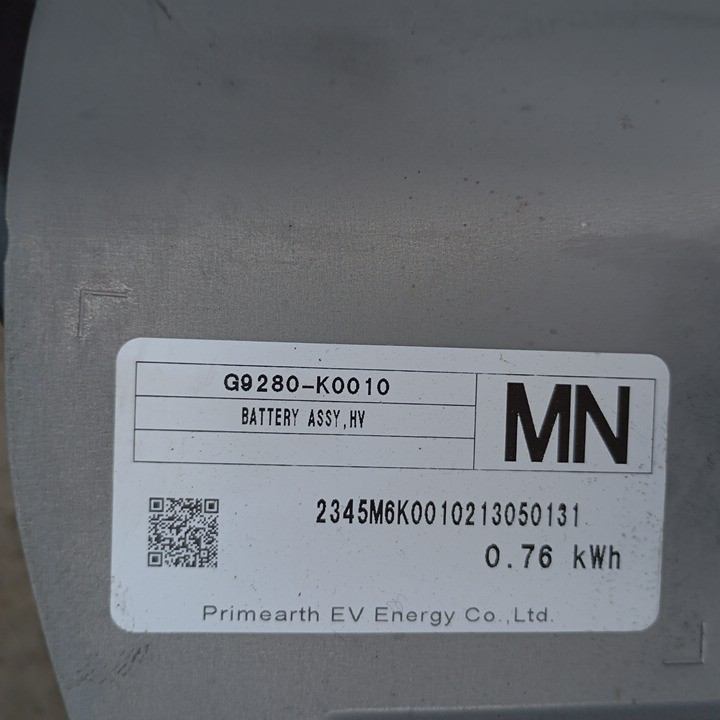 G9280-K0010
BATTERY ASSY,HV
MN
2345M6K0010213050131
0.76 kWh
Primearth EV Energy Co.,Ltd.